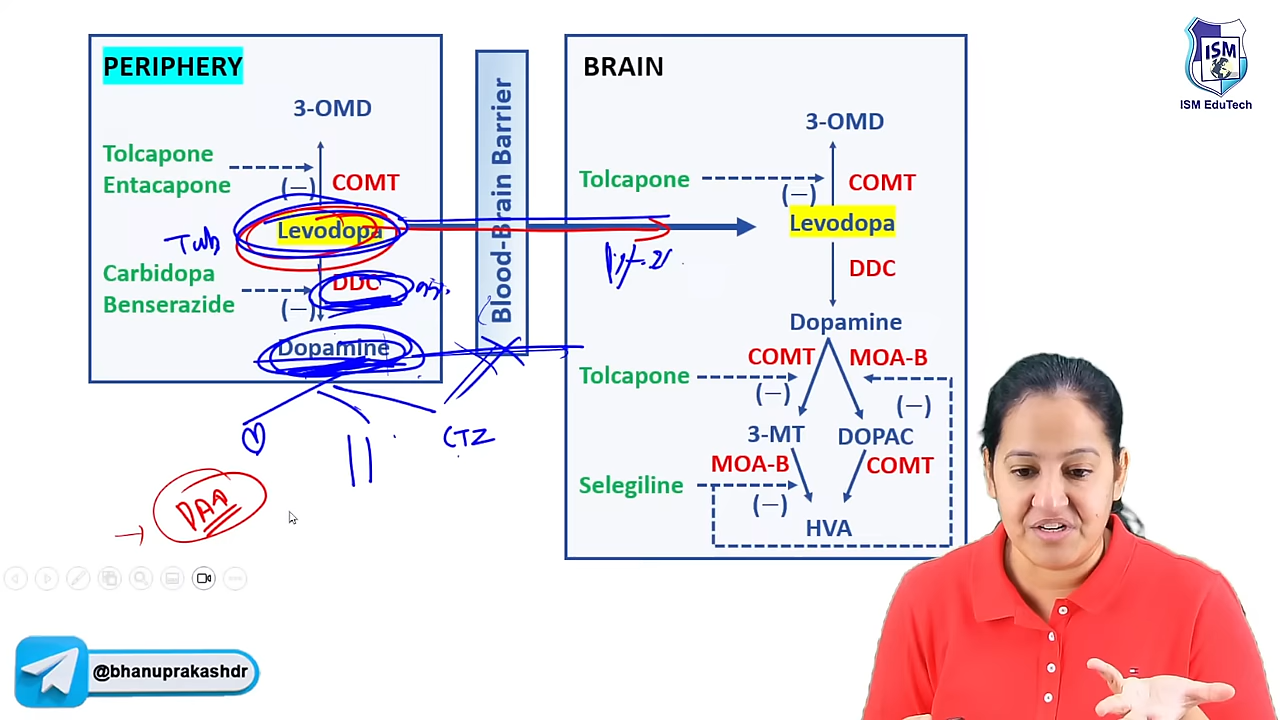 PERIPHERY
3-OMD
Tolcapone
Entacapone
(—)
COMT
Levodopa
Tub
Carbidopa
Benserazide
(—)
DDC
Dopamine
CTZ
DAA
Blood-Brain Barrier
BRAIN
3-OMD
Tolcapone
(—)
COMT
Levodopa
DDC
Dopamine
COMT
MOA-B
Tolcapone
(—)
(—)
3-MT
DOPAC
MOA-B
COMT
Selegiline
(—)
HVA
ISM
ISM EduTech
@bhanuprakashdr